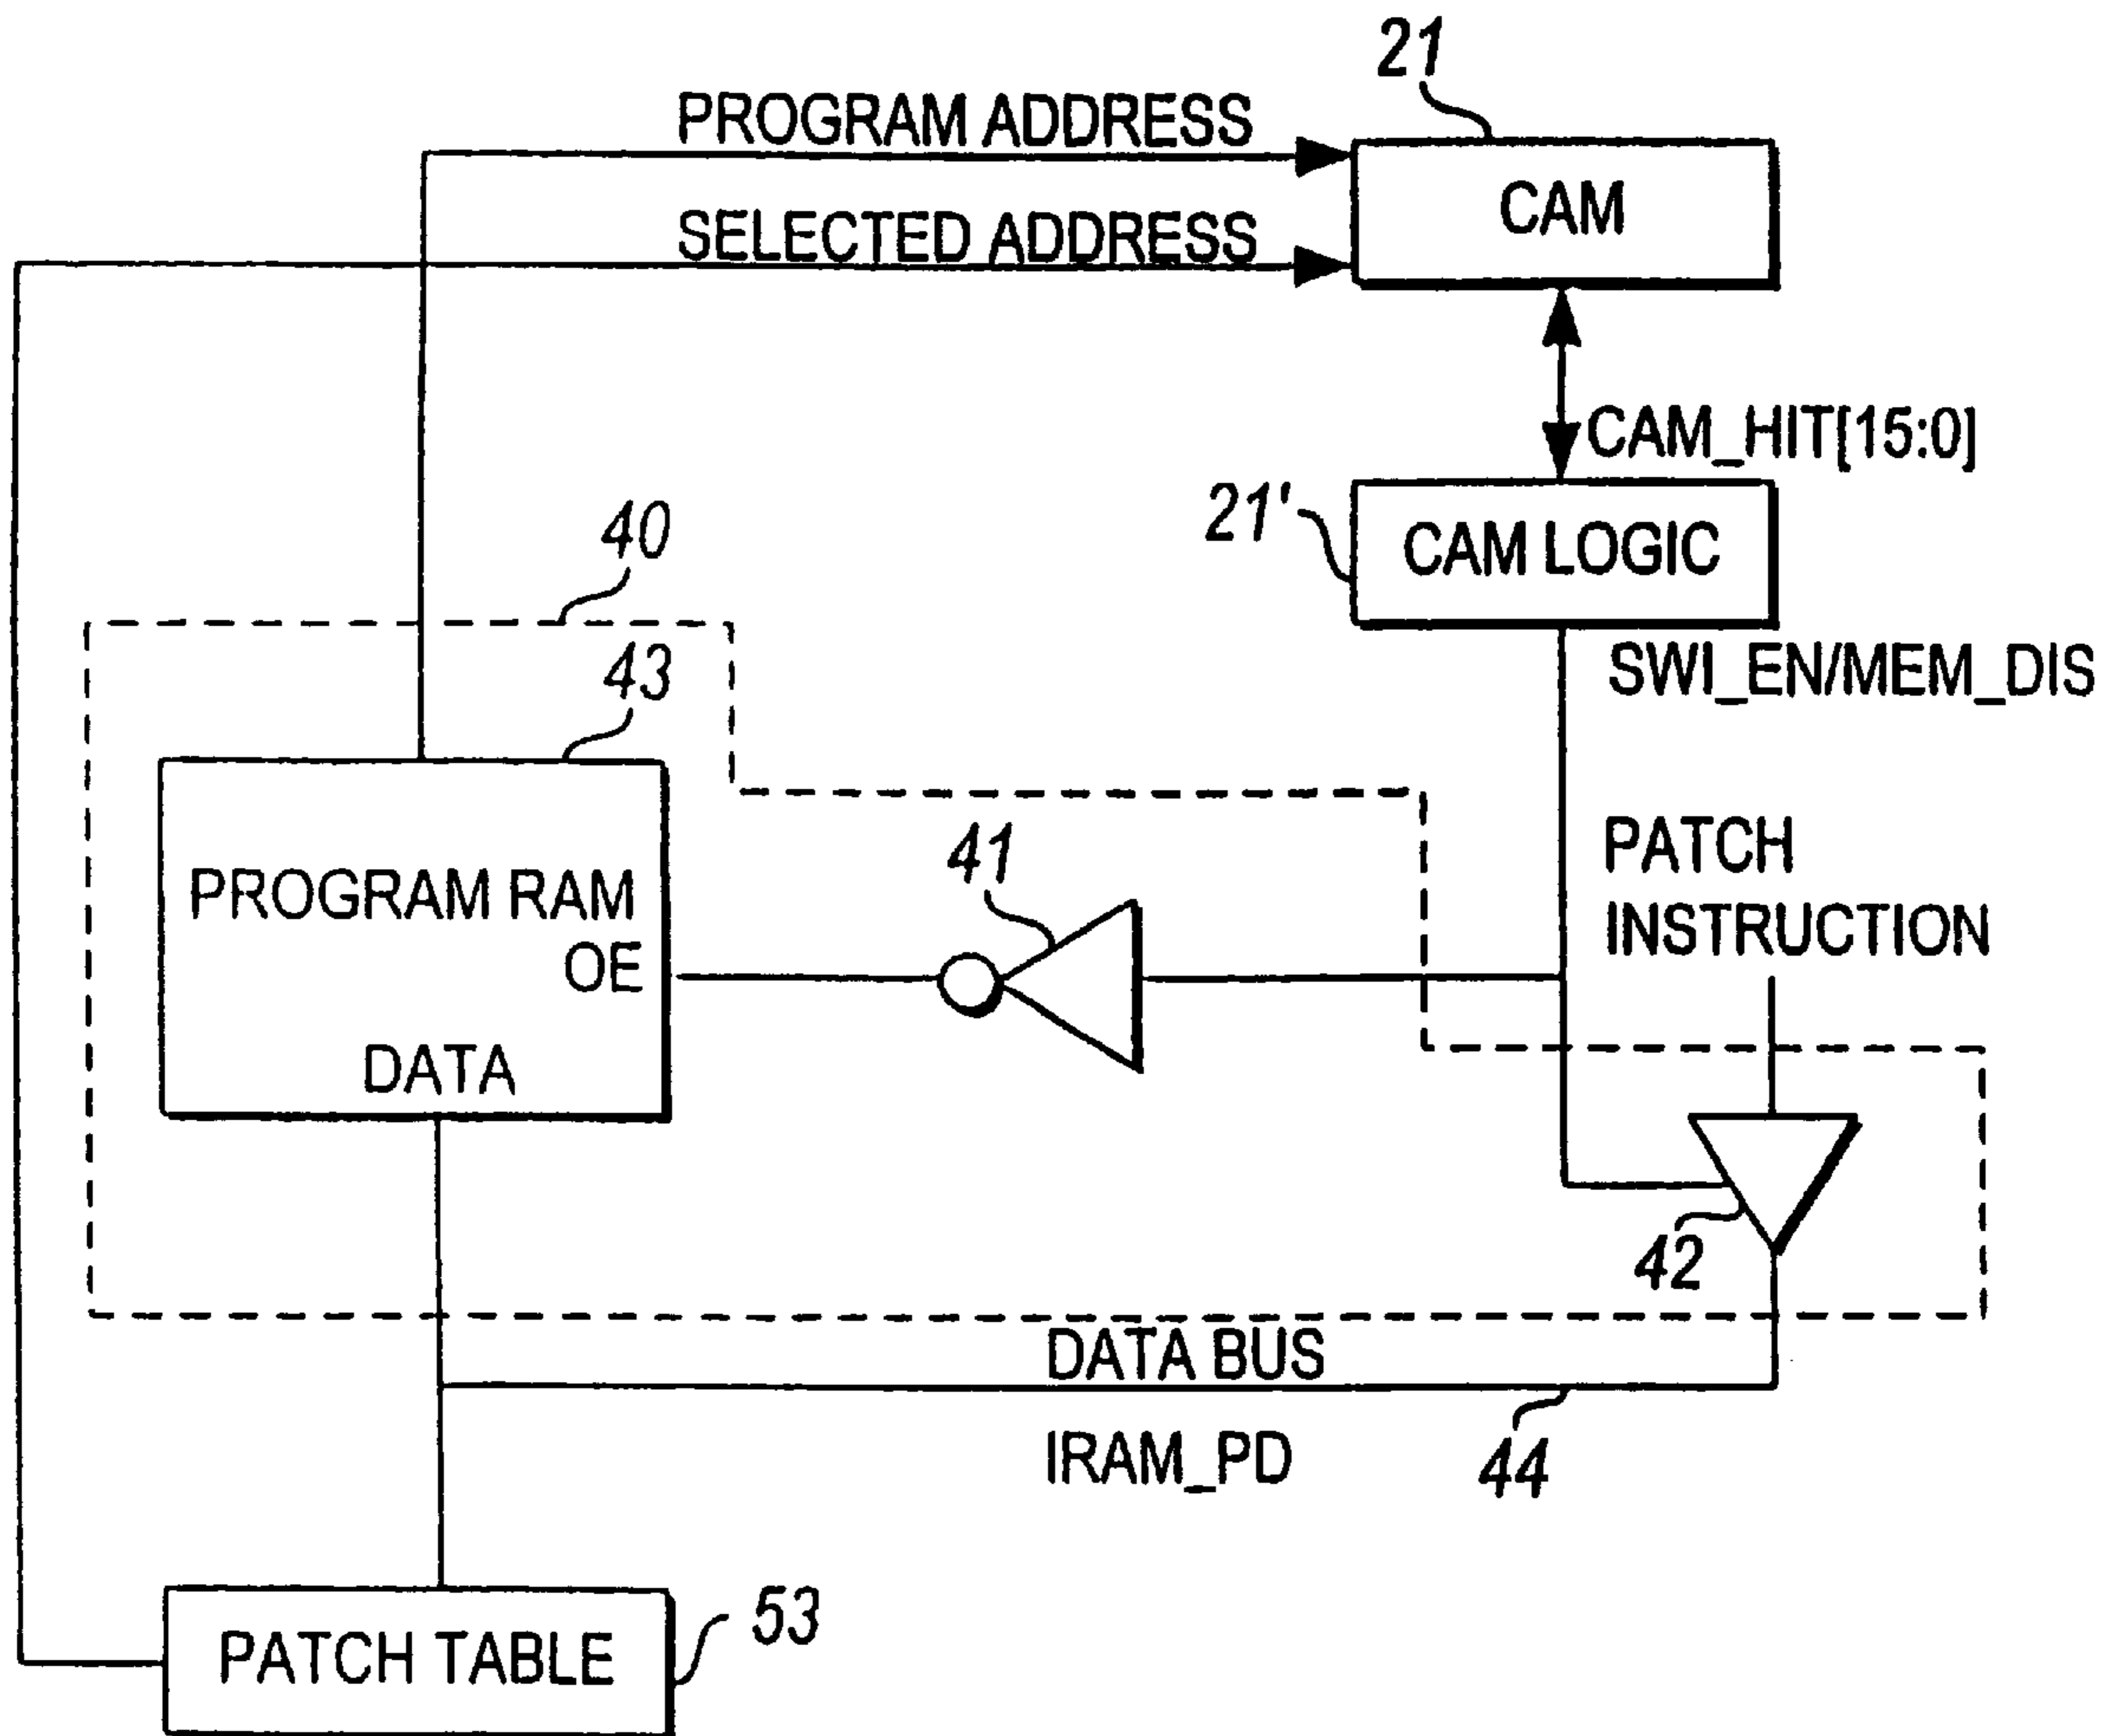 21
PROGRAM ADDRESS
CAM
SELECTED ADDRESS
CAM_HIT[15:0]
21'
CAM LOGIC
40
SWI_EN/MEM_DIS
43
PATCH
INSTRUCTION
41
PROGRAM RAM
OE
DATA
42
DATA BUS
IRAM_PD
44
53
PATCH TABLE